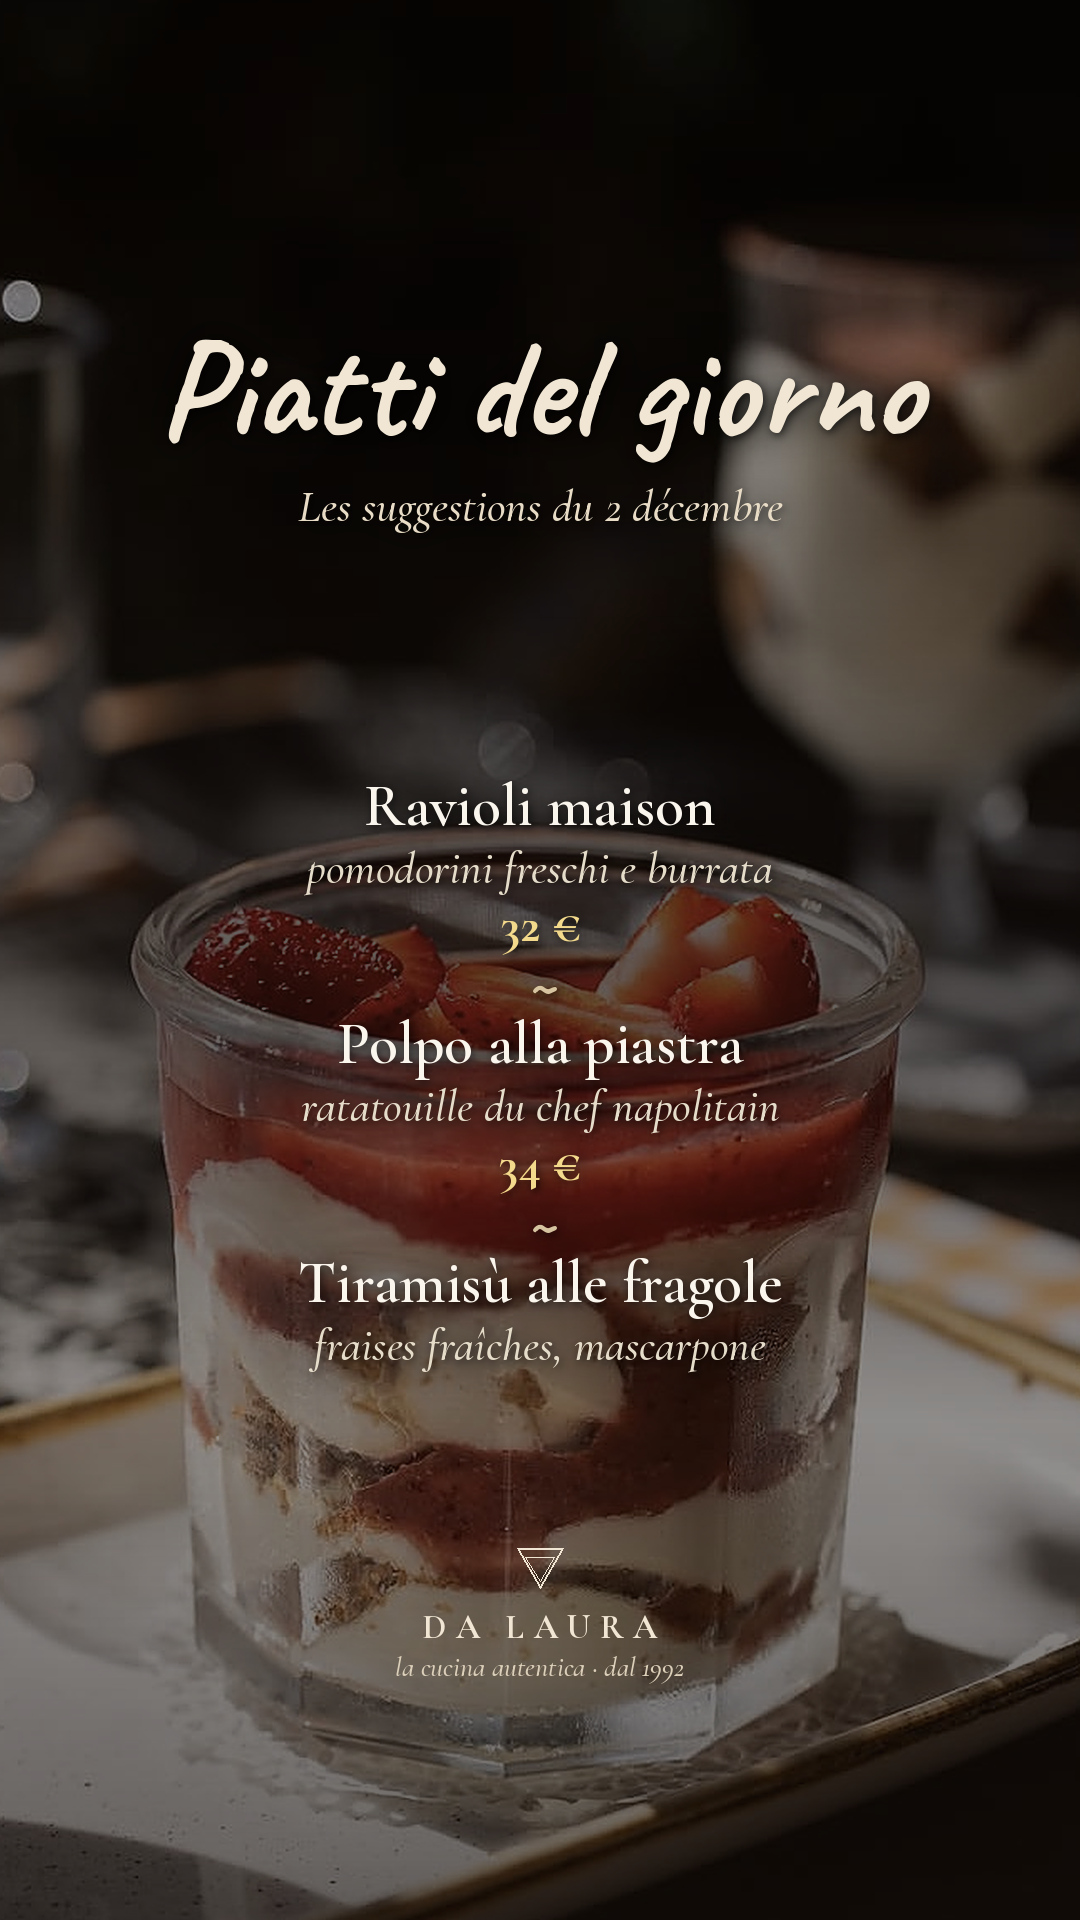 Piatti del giorno
Les suggestions du 2 décembre
Ravioli maison
pomodorini freschi e burrata
32 €
~
Polpo alla piastra
ratatouille du chef napolitain
34 €
~
Tiramisù alle fragole
fraises fraîches, mascarpone
DA LAURA
la cucina autentica · dal 1992